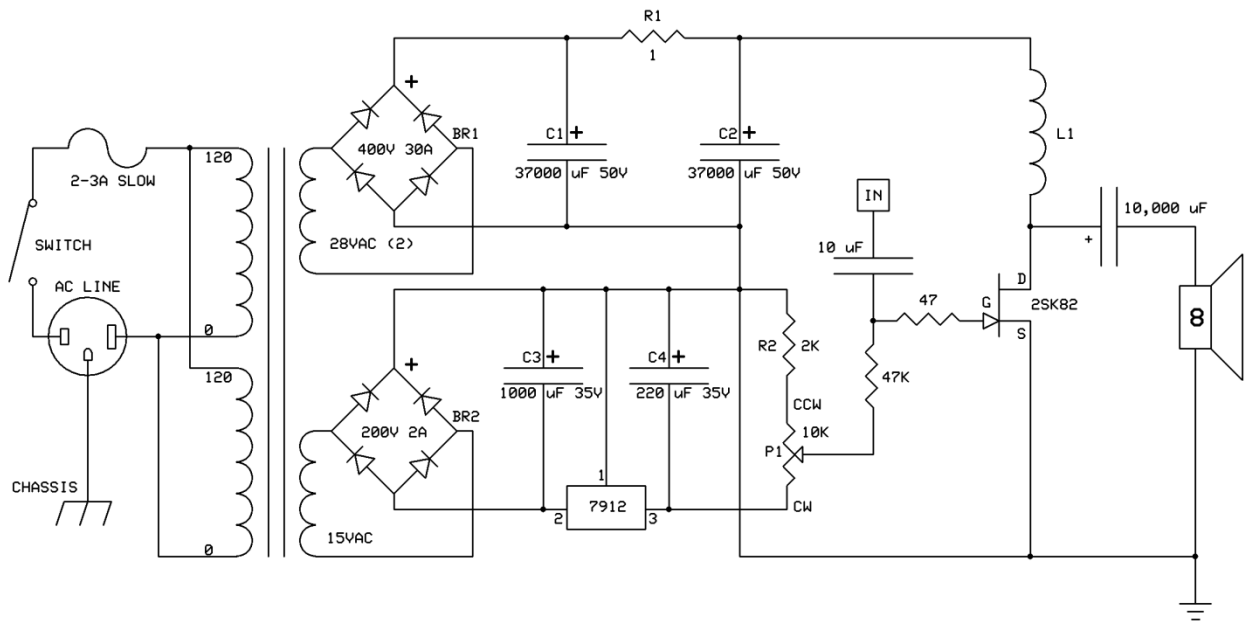 R1
1
120
2-3A SLOW
400V 30A
BR1
C1 +
37000 uF 50V
C2 +
37000 uF 50V
L1
IN
10,000 uF
+
28VAC (2)
SWITCH
10 uF
AC LINE
0
120
+
+
C3 +
1000 uF 35V
C4 +
220 uF 35V
R2
2K
47
G
D
S
2SK82
8
47K
200V 2A
BR2
CCW
10K
P1
CW
1
2
7912
3
CHASSIS
0
15VAC